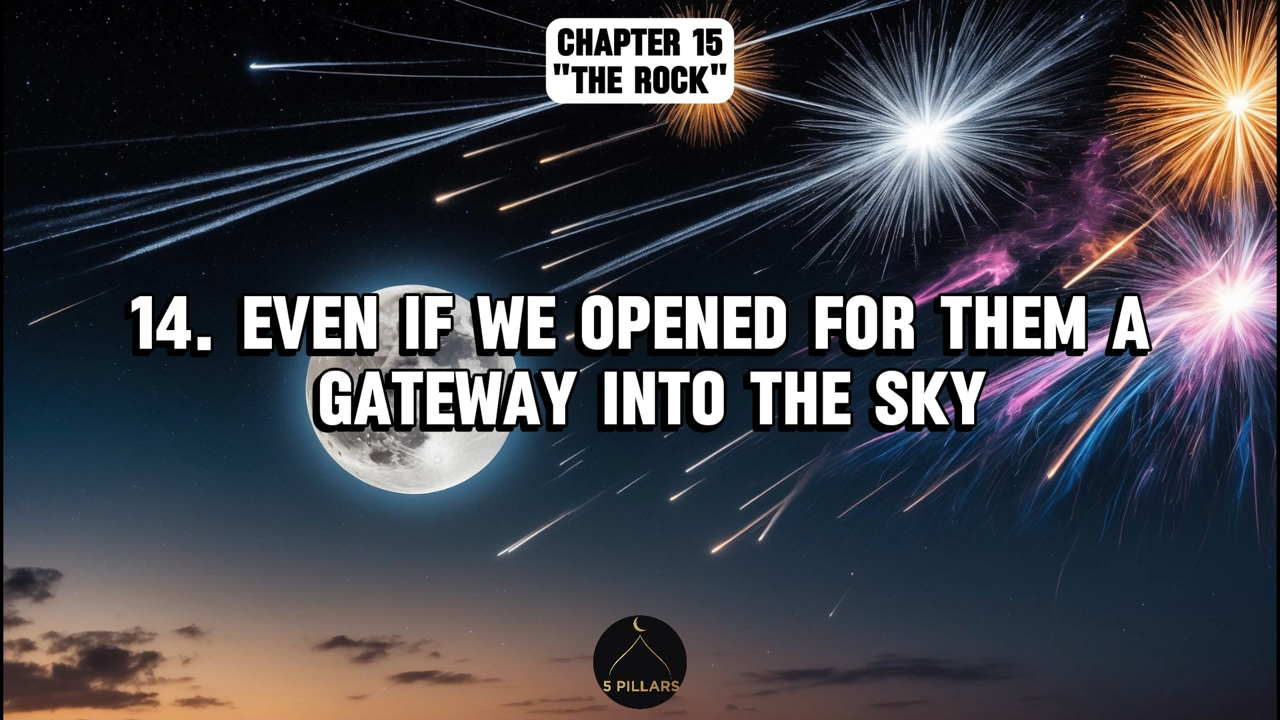 CHAPTER 15
"THE ROCK"
14. EVEN IF WE OPENED FOR THEM A
GATEWAY INTO THE SKY
5 PILLARS